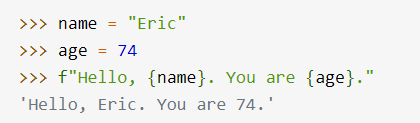 >>> name = "Eric"
>>> age = 74
>>> f"Hello, {name}. You are {age}."
'Hello, Eric. You are 74.'